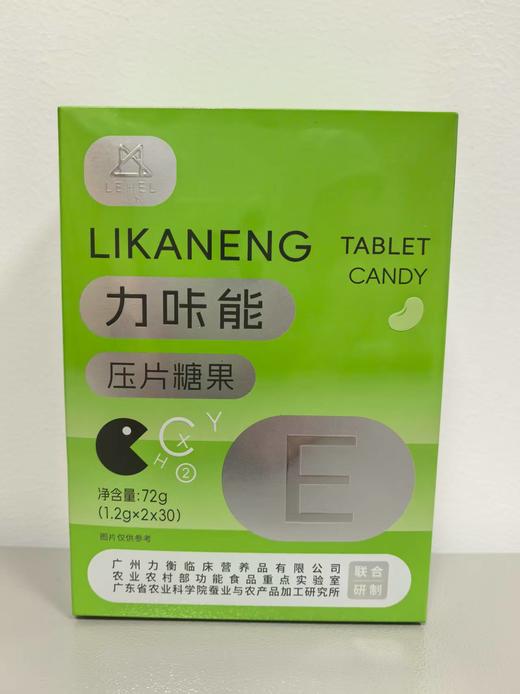 LEHEL
LIKANENG
TABLET
CANDY
力咔能
压片糖果
C X Y
H 2
E
净含量:72g
(1.2g×2×30)
图片仅供参考
广州力衡临床营养品有限公司
农业农村部功能食品重点实验室
广东省农业科学院蚕业与农产品加工研究所
联合
研制